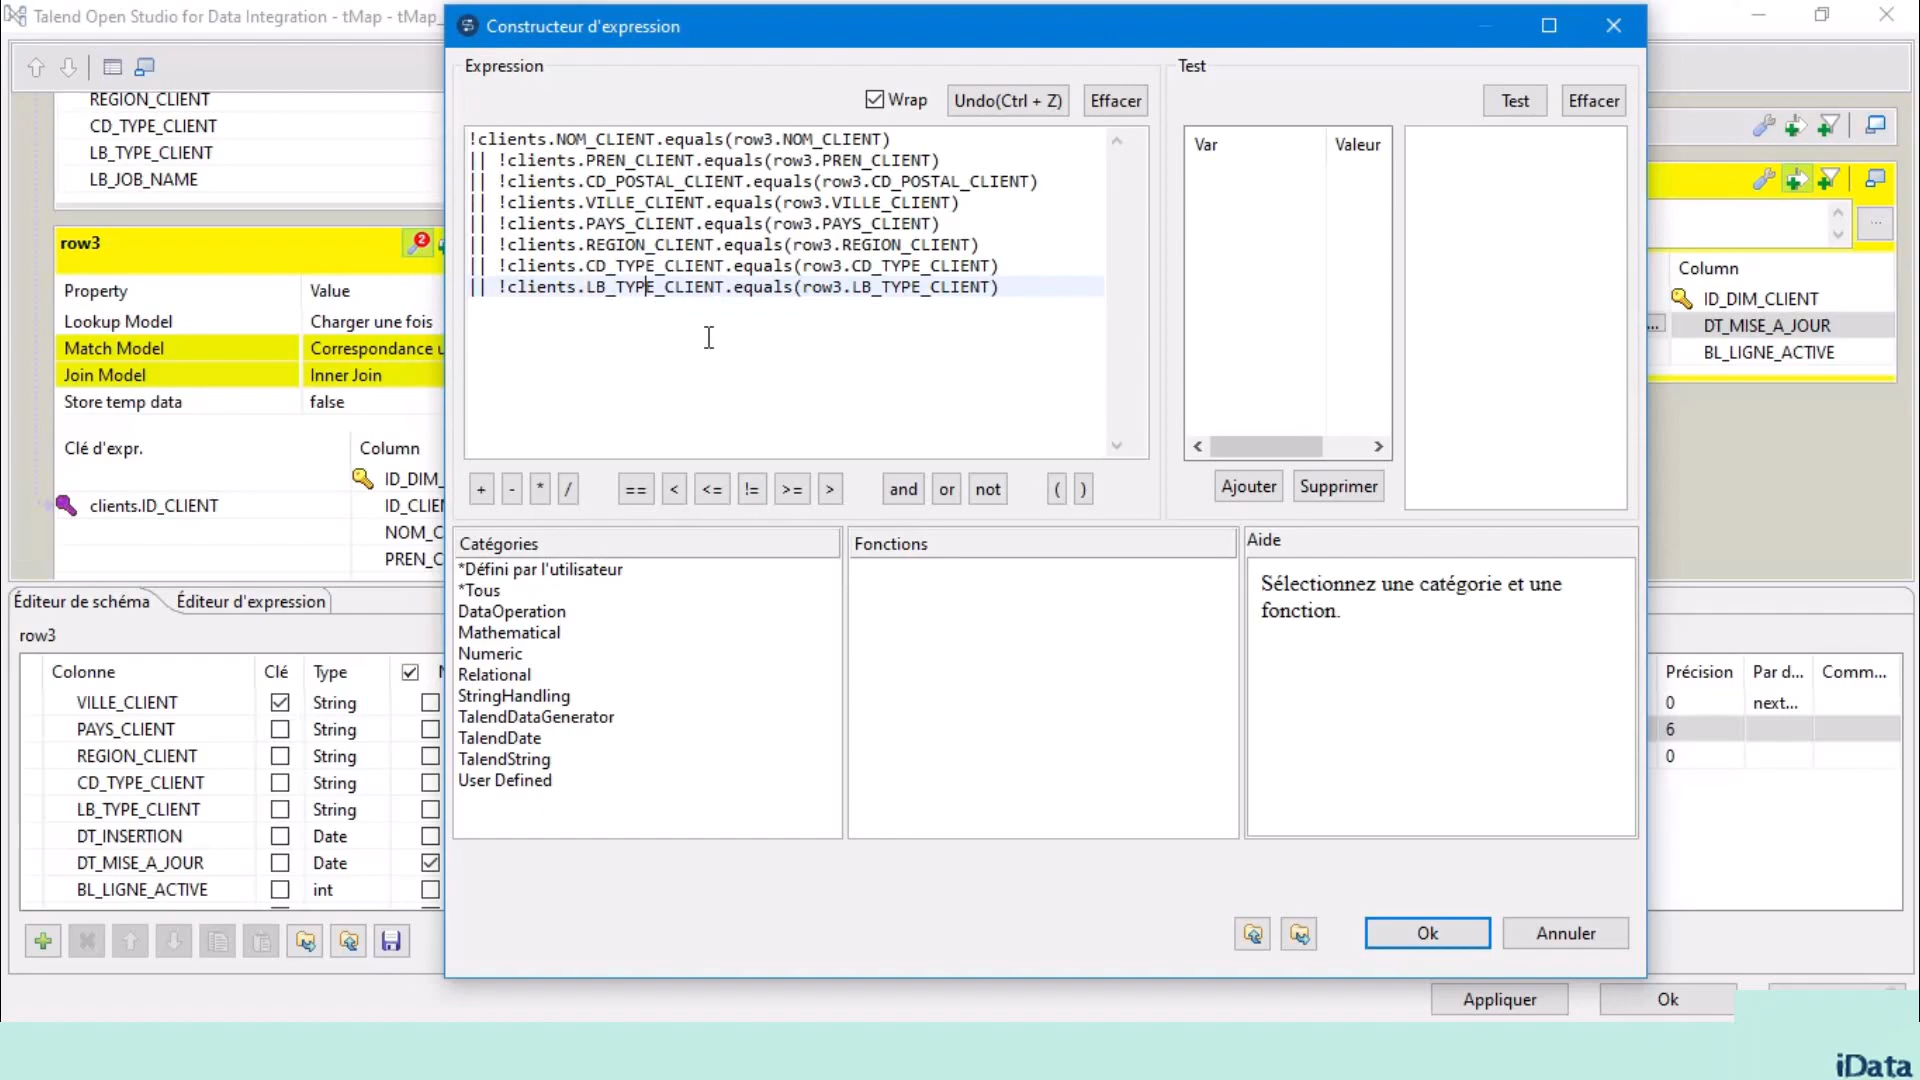 Talend Open Studio for Data Integration - tMap - tMap_
REGION_CLIENT
CD_TYPE_CLIENT
LB_TYPE_CLIENT
LB_JOB_NAME
row3
2
Property Value
Lookup Model Charger une fois
Match Model Correspondance u
Join Model Inner Join
Store temp data false
Clé d'expr. Column
ID_DIM_
clients.ID_CLIENT ID_CLIE
NOM_C
PREN_C
Constructeur d'expression
Expression
Wrap Undo(Ctrl + Z) Effacer
!clients.NOM_CLIENT.equals(row3.NOM_CLIENT)
|| !clients.PREN_CLIENT.equals(row3.PREN_CLIENT)
|| !clients.CD_POSTAL_CLIENT.equals(row3.CD_POSTAL_CLIENT)
|| !clients.VILLE_CLIENT.equals(row3.VILLE_CLIENT)
|| !clients.PAYS_CLIENT.equals(row3.PAYS_CLIENT)
|| !clients.REGION_CLIENT.equals(row3.REGION_CLIENT)
|| !clients.CD_TYPE_CLIENT.equals(row3.CD_TYPE_CLIENT)
|| !clients.LB_TYPE_CLIENT.equals(row3.LB_TYPE_CLIENT)
+ - * / == < <= != >= > and or not ( )
Test
Test Effacer
Var Valeur
Ajouter Supprimer
Catégories
*Défini par l'utilisateur
*Tous
DataOperation
Mathematical
Numeric
Relational
StringHandling
TalendDataGenerator
TalendDate
TalendString
User Defined
Fonctions
Aide
Sélectionnez une catégorie et une
fonction.
Ok Annuler
...
Column
ID_DIM_CLIENT
... DT_MISE_A_JOUR
BL_LIGNE_ACTIVE
Éditeur de schéma Éditeur d'expression
row3
Colonne Clé Type
VILLE_CLIENT String
PAYS_CLIENT String
REGION_CLIENT String
CD_TYPE_CLIENT String
LB_TYPE_CLIENT String
DT_INSERTION Date
DT_MISE_A_JOUR Date
BL_LIGNE_ACTIVE int
Précision Par d... Comm...
0 next...
6
0
Appliquer Ok
iData